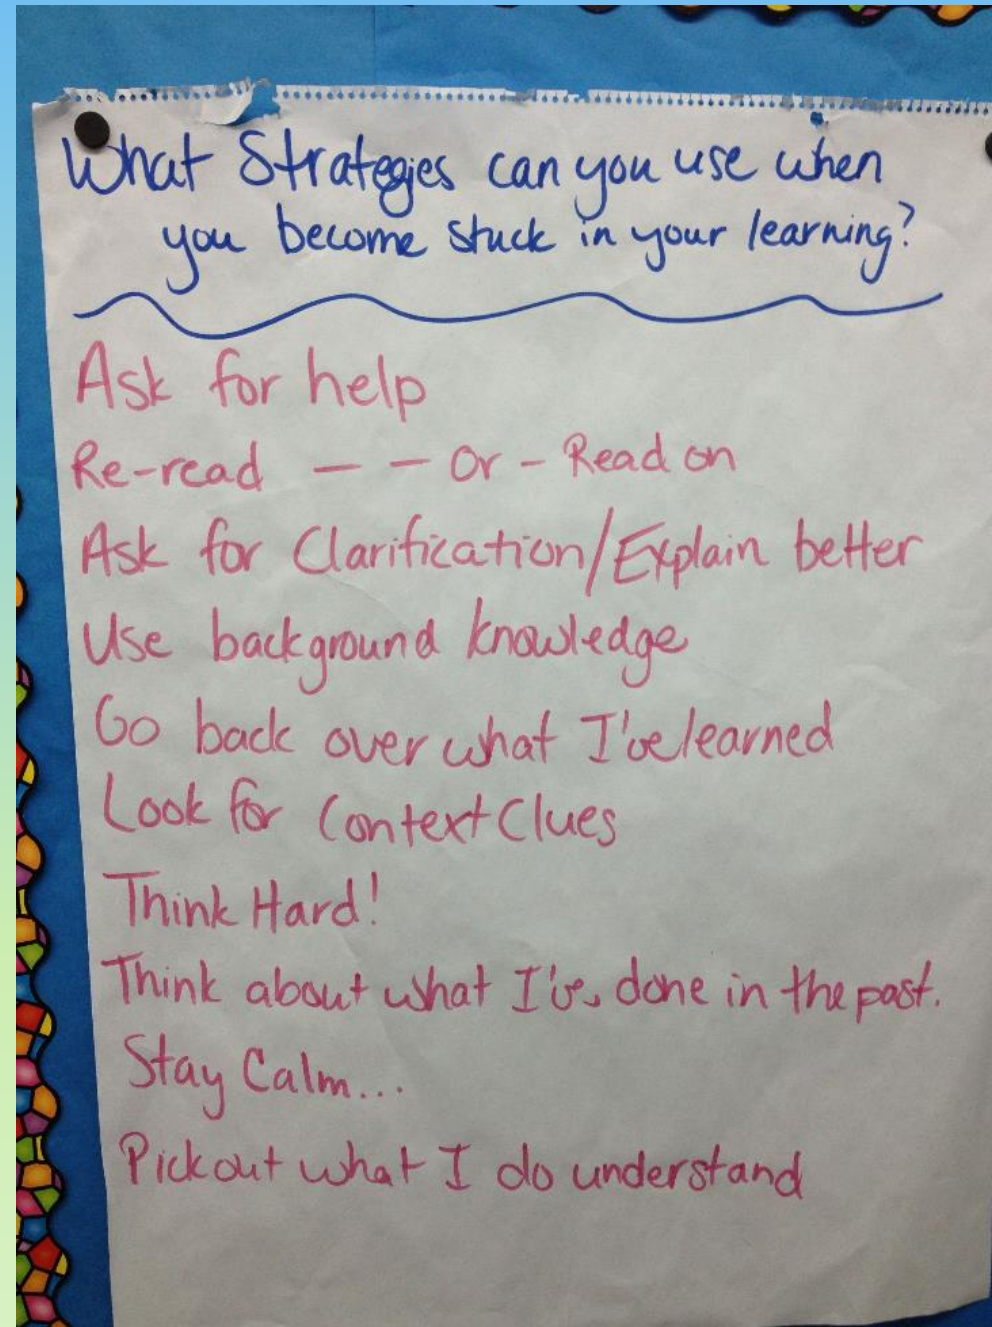 What Strategies can you use when
you become stuck in your learning?
Ask for help
Re-read — — Or - Read on
Ask for Clarification/Explain better
Use background knowledge
Go back over what I've learned
Look for Context Clues
Think Hard!
Think about what I've done in the past.
Stay Calm...
Pick out what I do understand